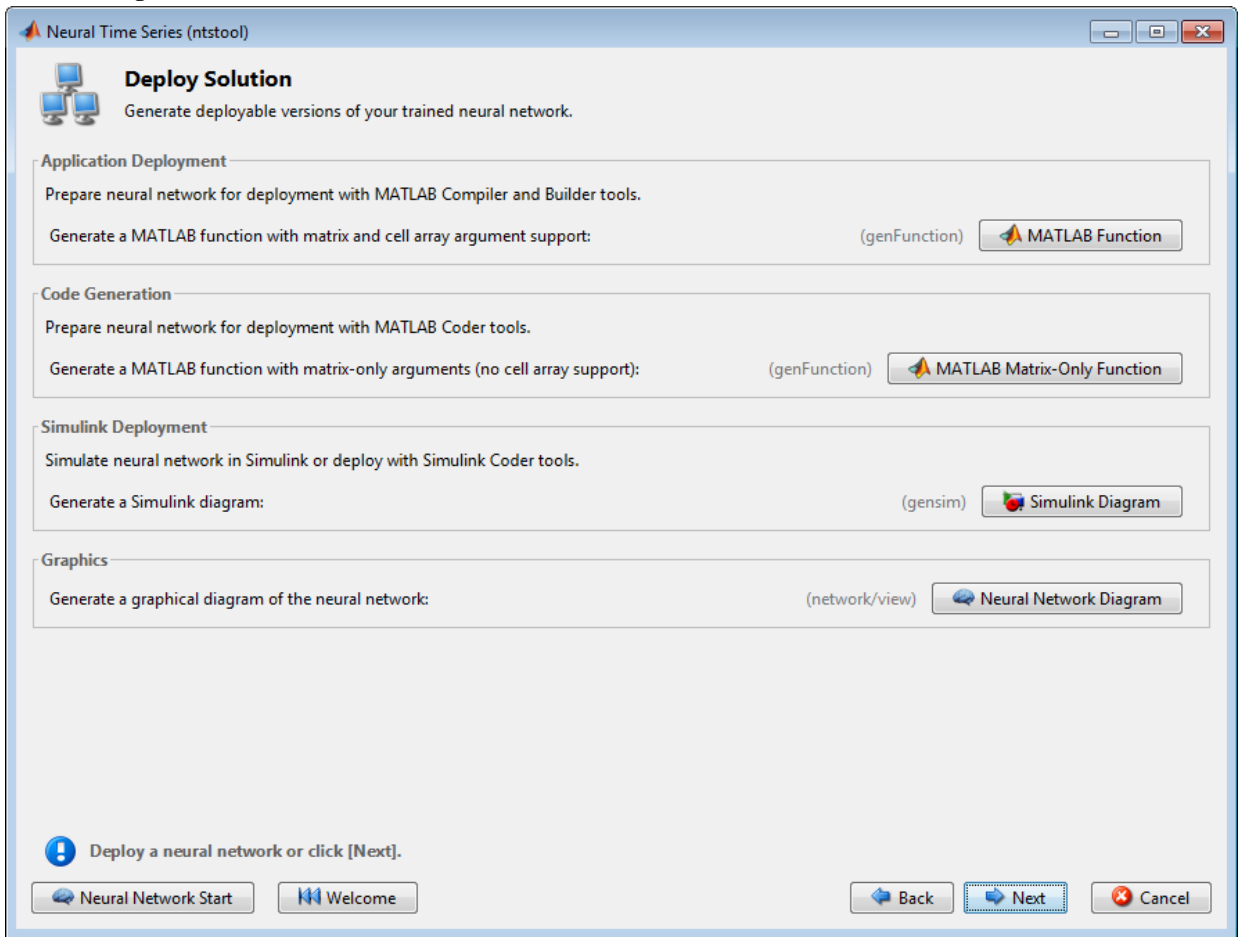 Neural Time Series (ntstool)
Deploy Solution
Generate deployable versions of your trained neural network.
Application Deployment
Prepare neural network for deployment with MATLAB Compiler and Builder tools.
Generate a MATLAB function with matrix and cell array argument support: (genFunction) MATLAB Function
Code Generation
Prepare neural network for deployment with MATLAB Coder tools.
Generate a MATLAB function with matrix-only arguments (no cell array support): (genFunction) MATLAB Matrix-Only Function
Simulink Deployment
Simulate neural network in Simulink or deploy with Simulink Coder tools.
Generate a Simulink diagram: (gensim) Simulink Diagram
Graphics
Generate a graphical diagram of the neural network: (network/view) Neural Network Diagram
Deploy a neural network or click [Next].
Neural Network Start Welcome Back Next Cancel